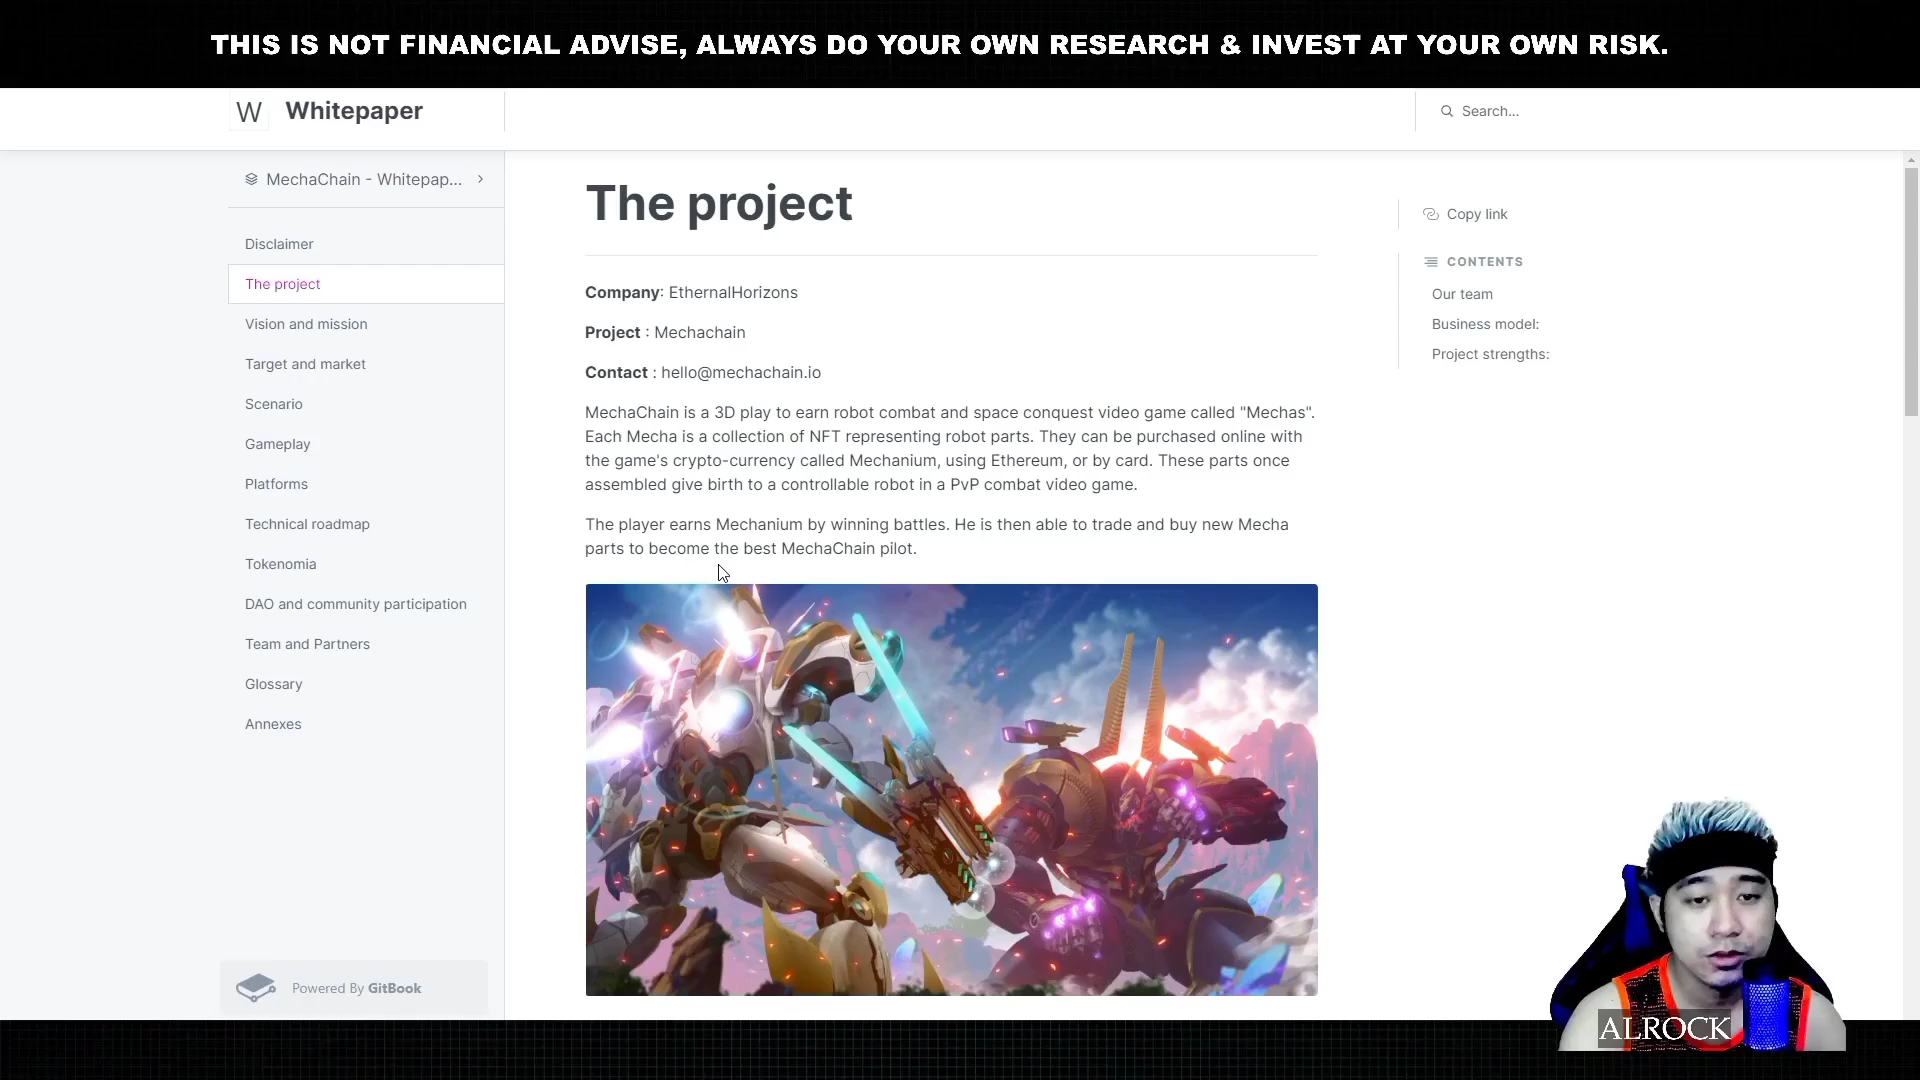 THIS IS NOT FINANCIAL ADVISE, ALWAYS DO YOUR OWN RESEARCH & INVEST AT YOUR OWN RISK.
W Whitepaper
Search...
MechaChain - Whitepap...
Disclaimer
The project
Vision and mission
Target and market
Scenario
Gameplay
Platforms
Technical roadmap
Tokenomia
DAO and community participation
Team and Partners
Glossary
Annexes
Powered By GitBook
The project
Company: EthernalHorizons
Project : Mechachain
Contact : hello@mechachain.io
MechaChain is a 3D play to earn robot combat and space conquest video game called "Mechas".
Each Mecha is a collection of NFT representing robot parts. They can be purchased online with
the game's crypto-currency called Mechanium, using Ethereum, or by card. These parts once
assembled give birth to a controllable robot in a PvP combat video game.
The player earns Mechanium by winning battles. He is then able to trade and buy new Mecha
parts to become the best MechaChain pilot.
Copy link
CONTENTS
Our team
Business model:
Project strengths:
ALROCK